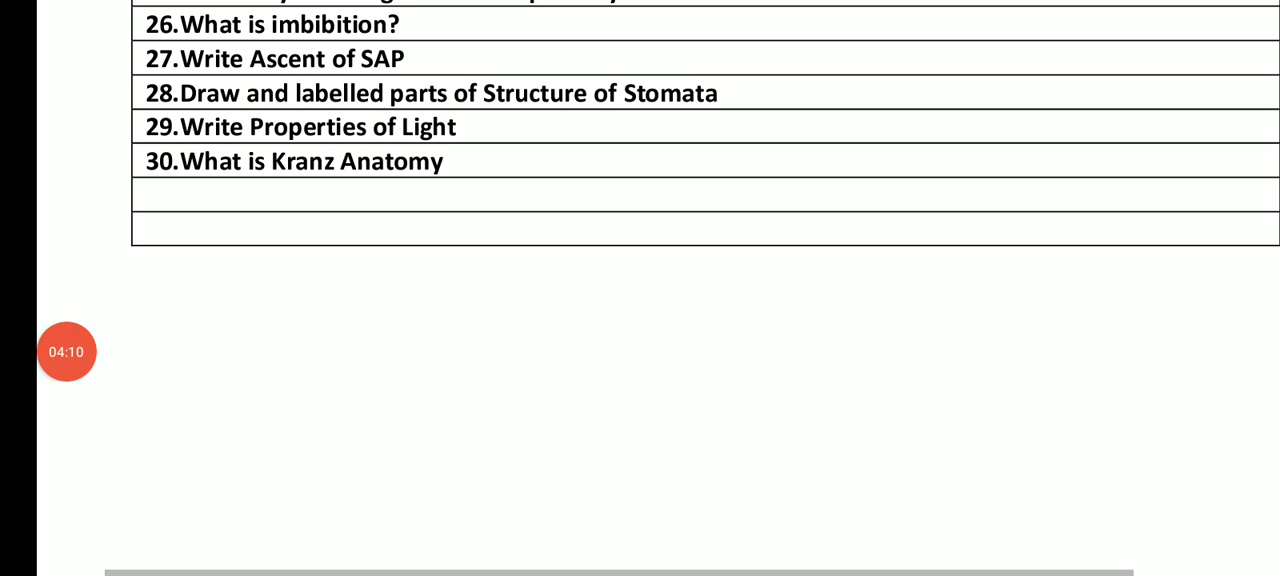 26.What is imbibition?
27.Write Ascent of SAP
28.Draw and labelled parts of Structure of Stomata
29.Write Properties of Light
30.What is Kranz Anatomy
04:10